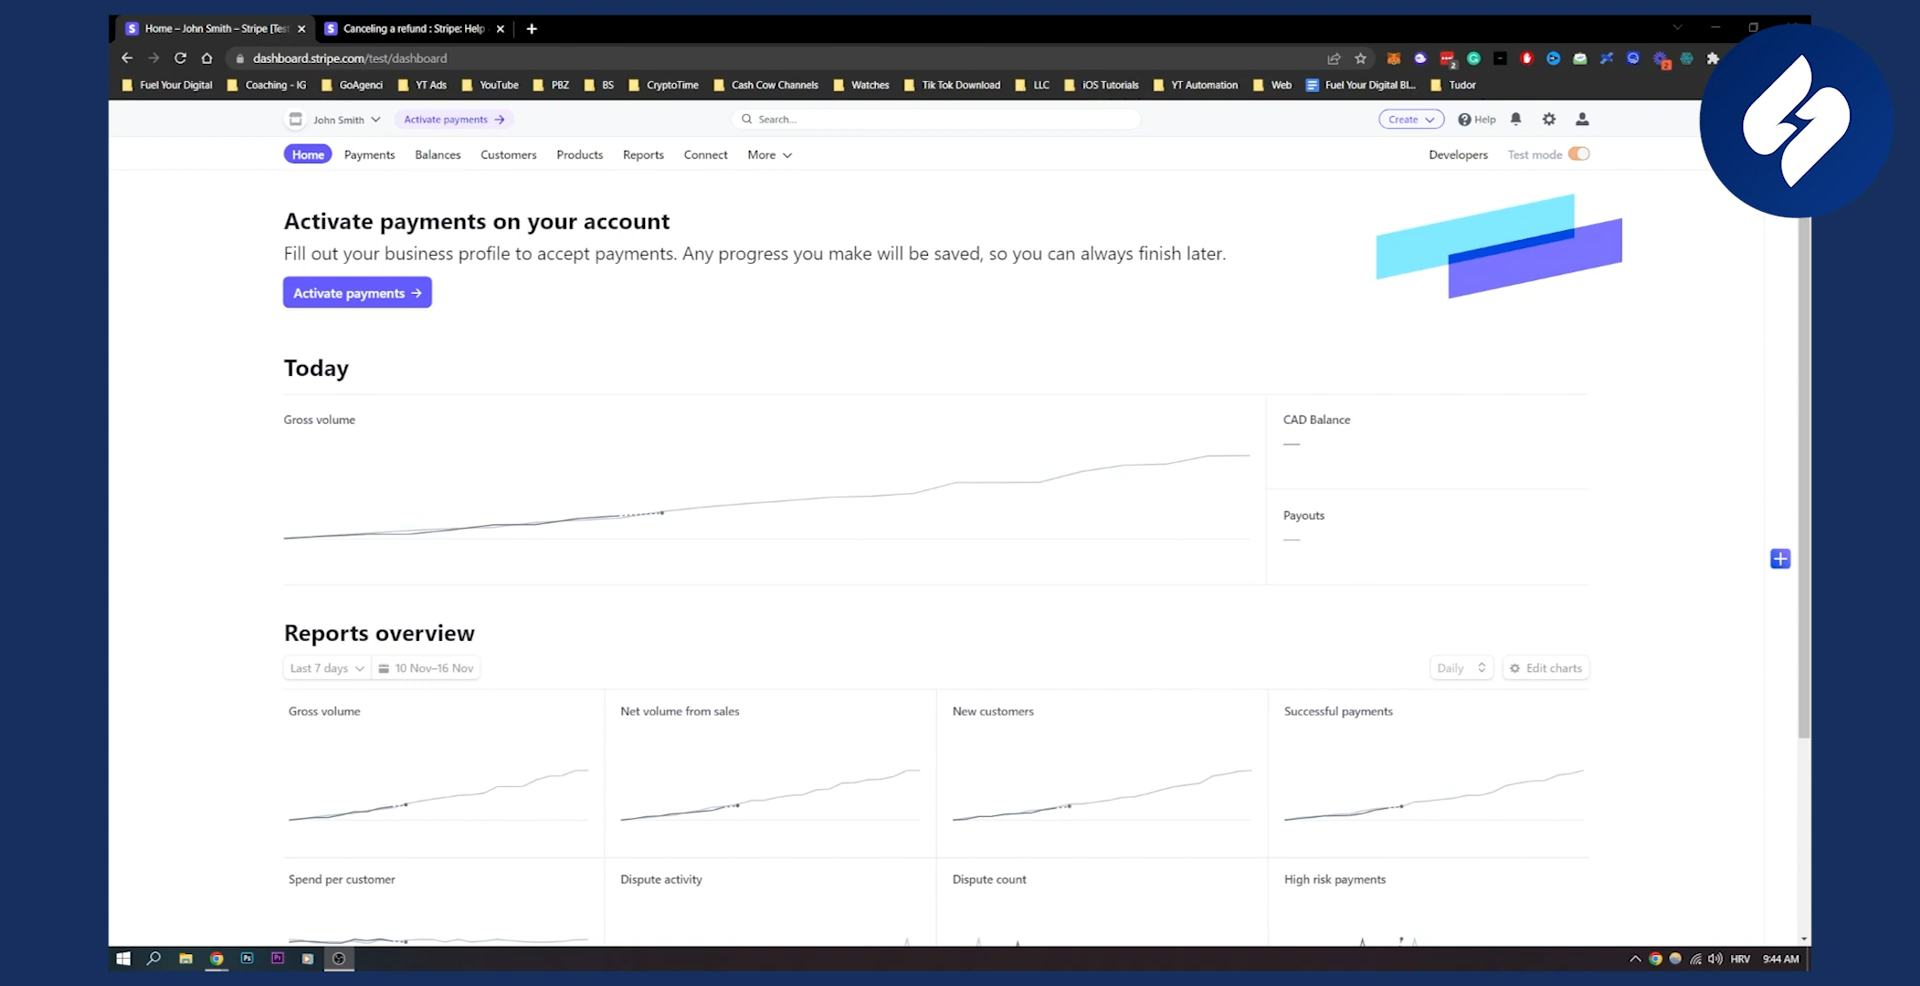 Home – John Smith – Stripe [Tes
Canceling a refund : Stripe: Help
dashboard.stripe.com/test/dashboard
Fuel Your Digital
Coaching - IG
GoAgenci
YT Ads
YouTube
PBZ
BS
CryptoTime
Cash Cow Channels
Watches
Tik Tok Download
LLC
iOS Tutorials
YT Automation
Web
Fuel Your Digital Bl...
Tudor
John Smith
Activate payments →
Search...
Create
Help
Home
Payments
Balances
Customers
Products
Reports
Connect
More
Developers
Test mode
Activate payments on your account
Fill out your business profile to accept payments. Any progress you make will be saved, so you can always finish later.
Activate payments →
Today
Gross volume
CAD Balance
—
Payouts
—
Reports overview
Last 7 days
10 Nov–16 Nov
Daily
Edit charts
Gross volume
Net volume from sales
New customers
Successful payments
Spend per customer
Dispute activity
Dispute count
High risk payments
Ps
Pr
HRV
9:44 AM